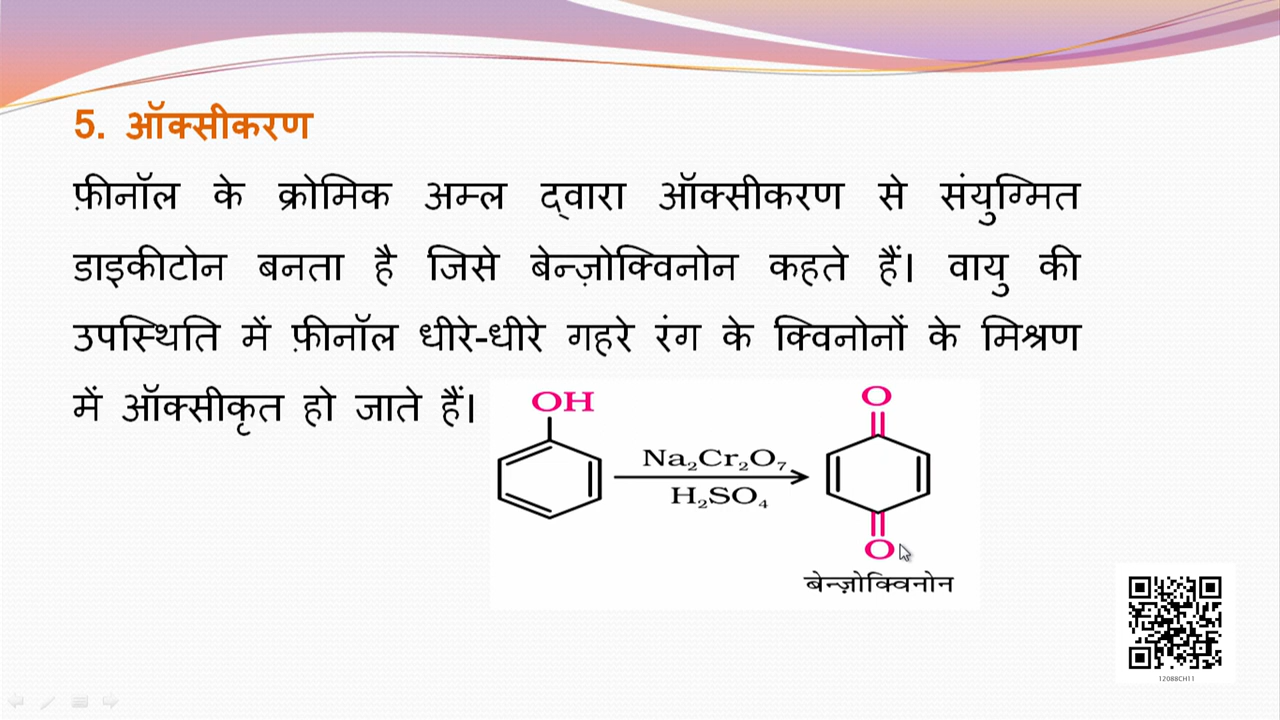 5. ऑक्सीकरण
फ़ीनॉल के क्रोमिक अम्ल द्वारा ऑक्सीकरण से संयुग्मित
डाइकीटोन बनता है जिसे बेन्ज़ोक्विनोन कहते हैं। वायु की
उपस्थिति में फ़ीनॉल धीरे-धीरे गहरे रंग के क्विनोनों के मिश्रण
में ऑक्सीकृत हो जाते हैं।
OH
O
Na₂Cr₂O₇
H₂SO₄
O
बेन्ज़ोक्विनोन
12088CH11